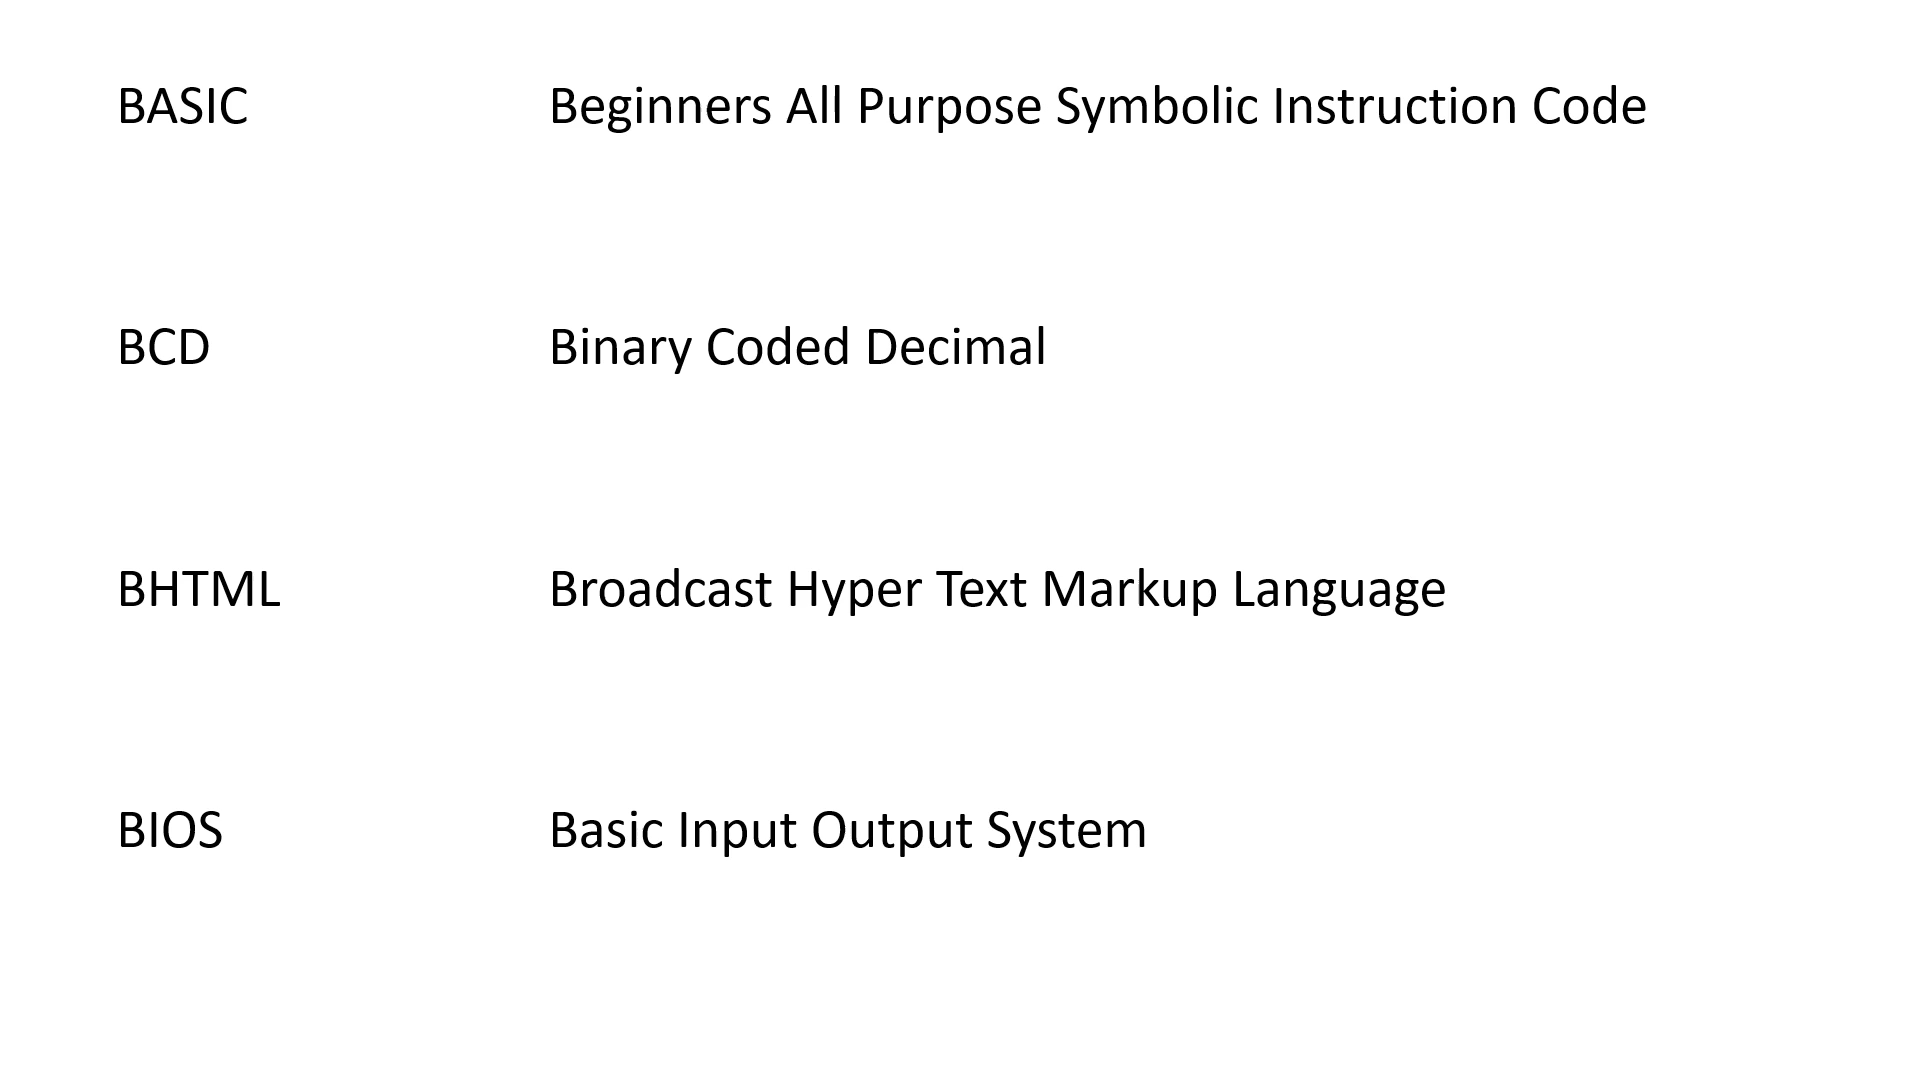 BASIC Beginners All Purpose Symbolic Instruction Code
BCD Binary Coded Decimal
BHTML Broadcast Hyper Text Markup Language
BIOS Basic Input Output System